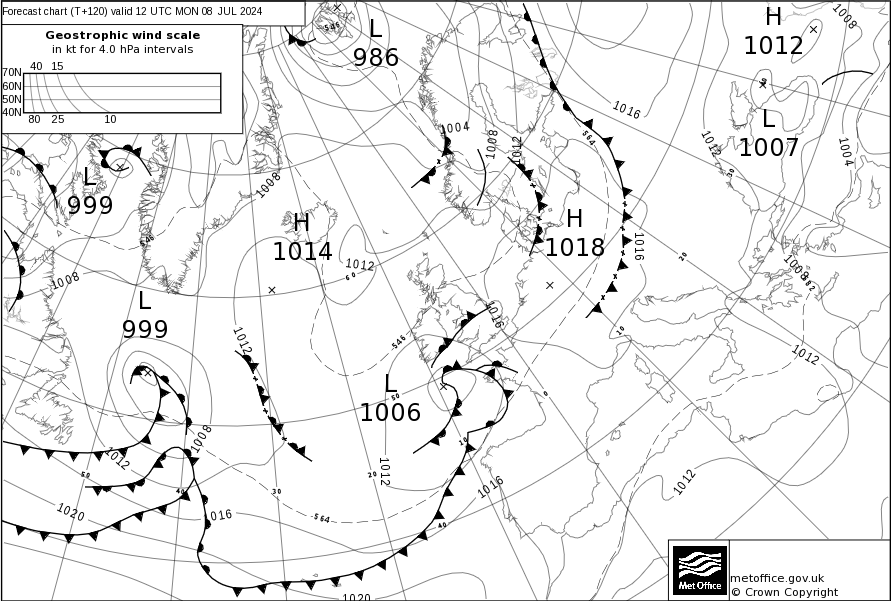 Forecast chart (T+120) valid 12 UTC MON 08 JUL 2024
Geostrophic wind scale
in kt for 4.0 hPa intervals
40 15
70N
60N
50N
40N
80 25 10
546
L
986
H
1012
1008
1016
50
L
1007
564
1012
30
1004
1004
1008
1012
L
999
1008
H
1014
H
1018
1016
546
1012
60
20
1008
582
1008
L
999
1012
1016
546
10
1012
L
1006
50
0
1008
1012
10
20
1012
50
40
30
1016
1012
1020
1016
564
40
1020
Met Office
metoffice.gov.uk
© Crown Copyright